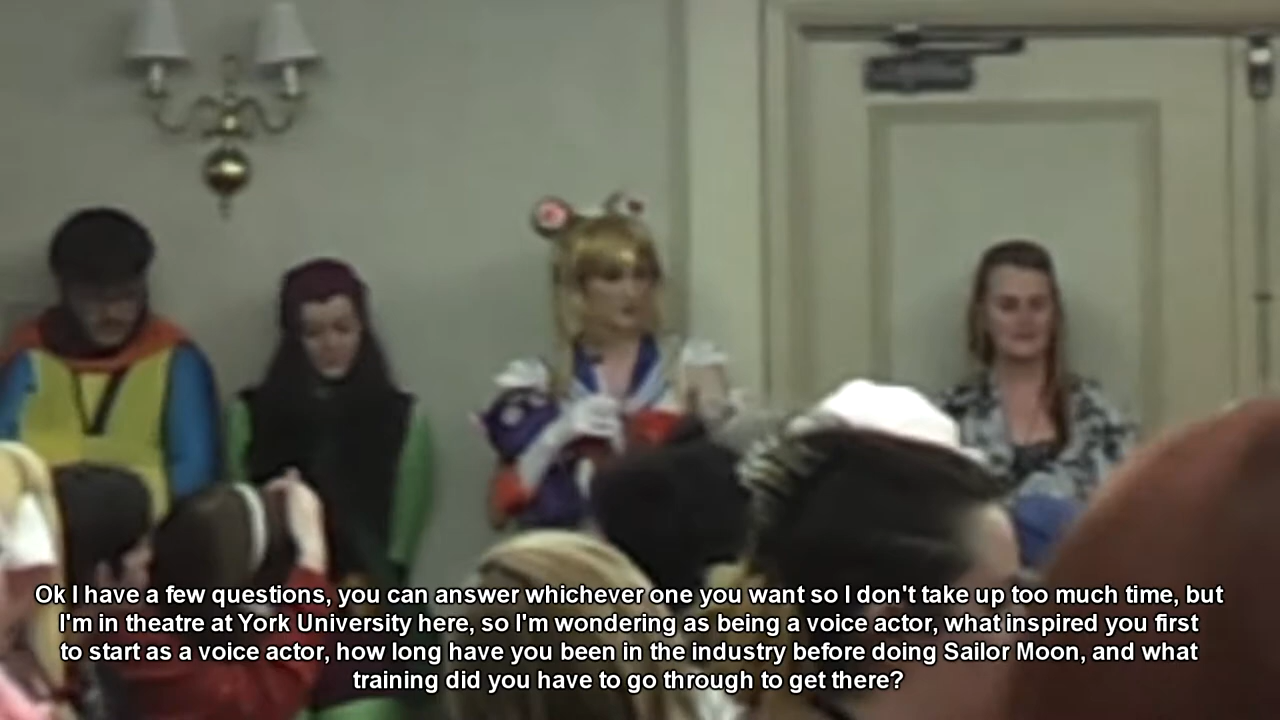 Ok I have a few questions, you can answer whichever one you want so I don't take up too much time, but
I'm in theatre at York University here, so I'm wondering as being a voice actor, what inspired you first
to start as a voice actor, how long have you been in the industry before doing Sailor Moon, and what
training did you have to go through to get there?